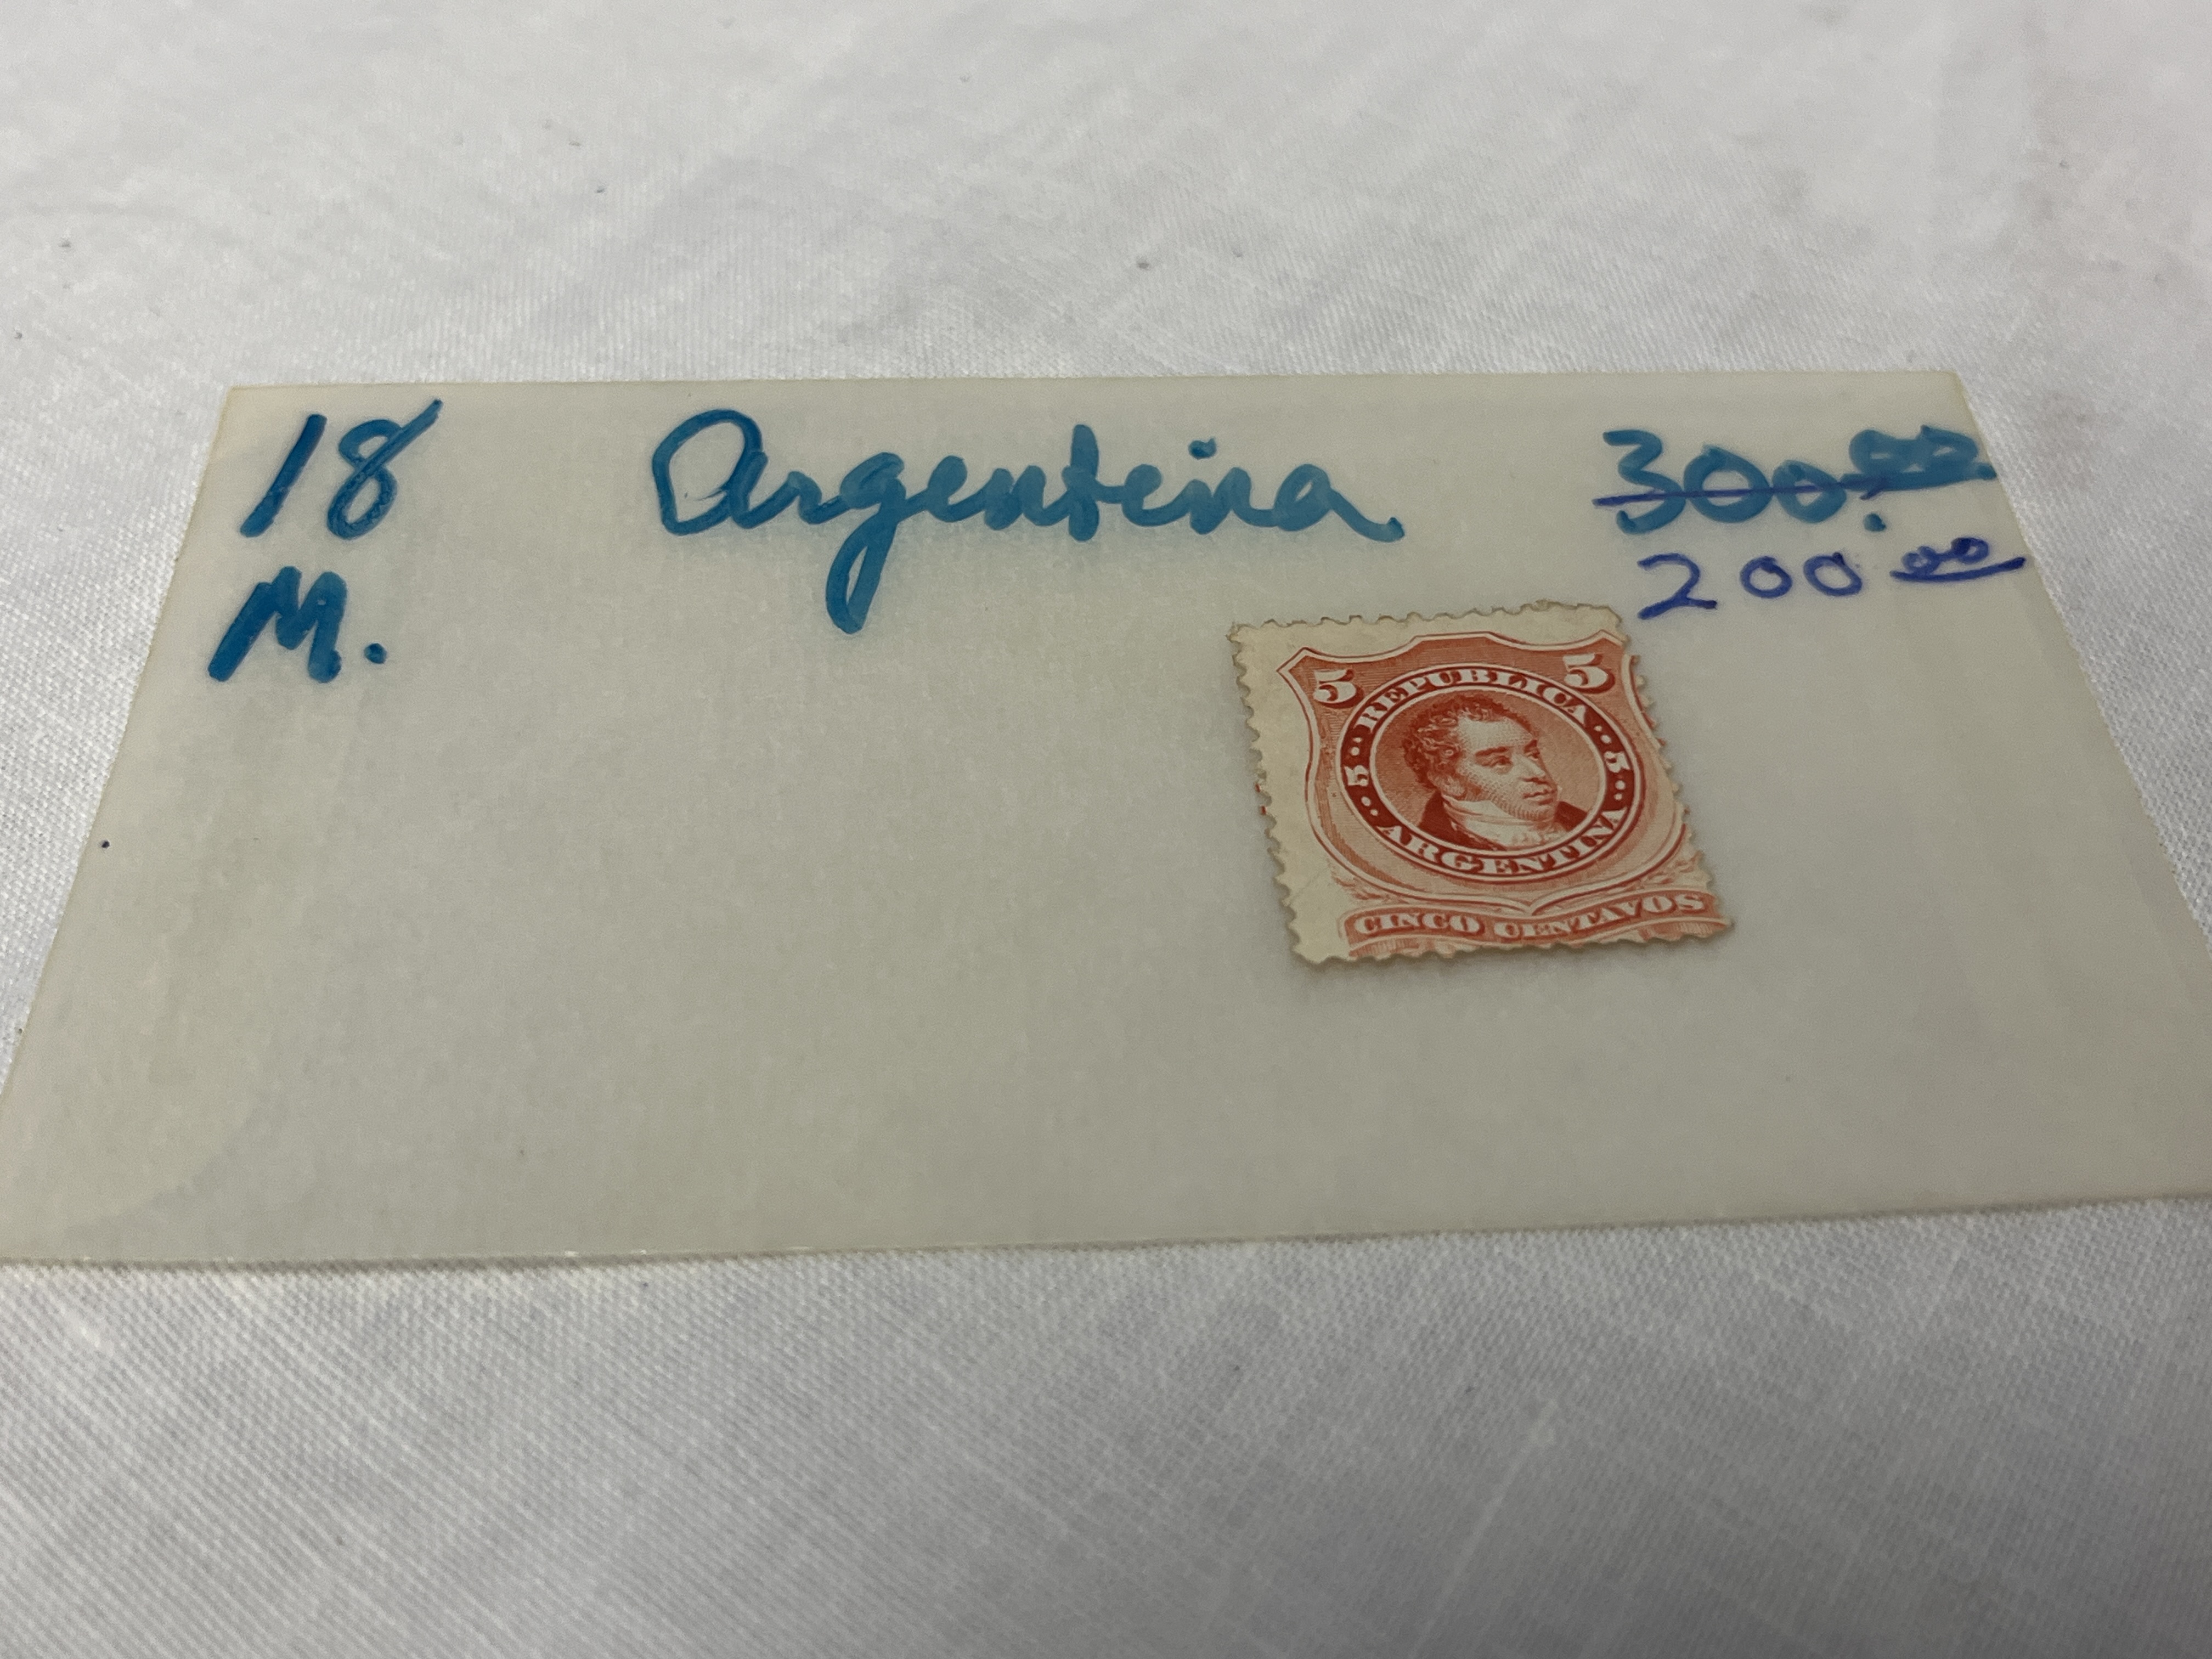 18 Argentina 300.00
M. 200.00
5 5
REPUBLICA
5 5
ARGENTINA
CINCO CENTAVOS